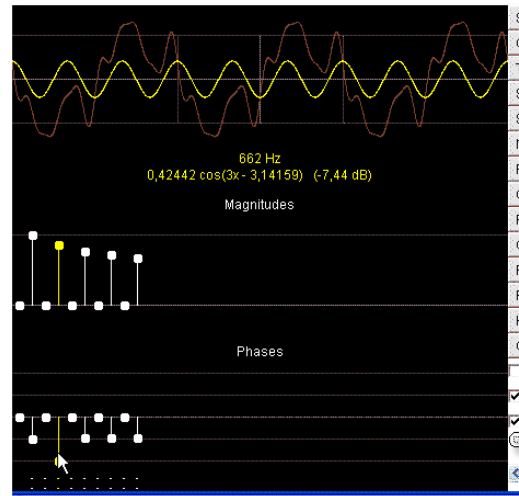 662 Hz
0,42442 cos(3x - 3,14159) (-7,44 dB)
Magnitudes
Phases